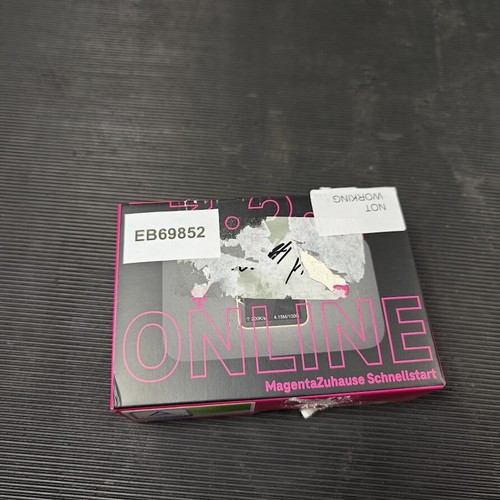 EB69852
NOT
WORKING
ONLINE
MagentaZuhause Schnellstart